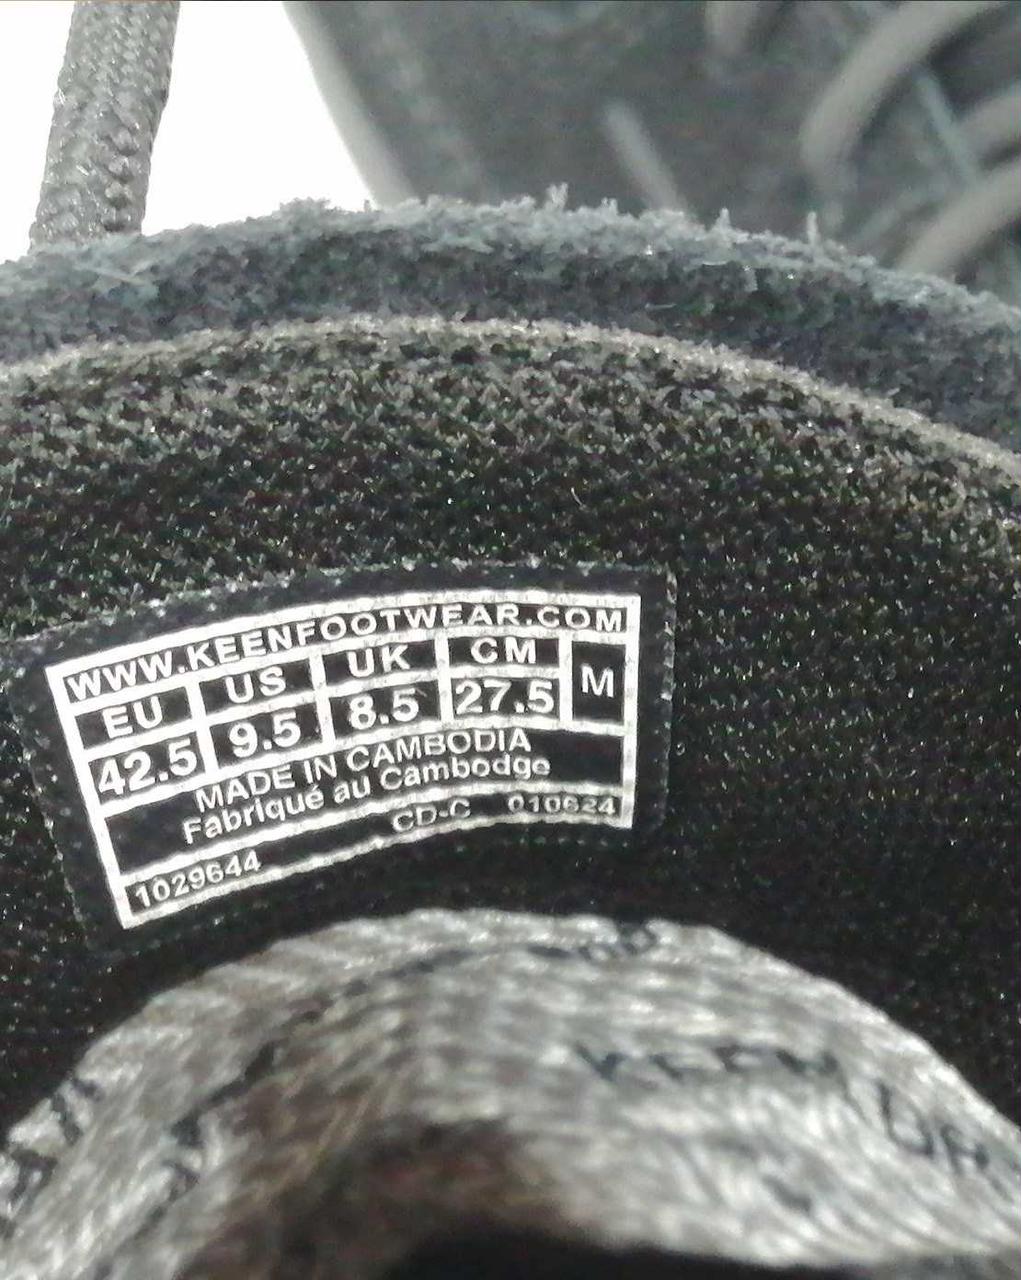 WWW.KEENFOOTWEAR.COM
EU US UK CM M
42.5 9.5 8.5 27.5
MADE IN CAMBODIA
Fabriqué au Cambodge
1029644 CD-C 010624